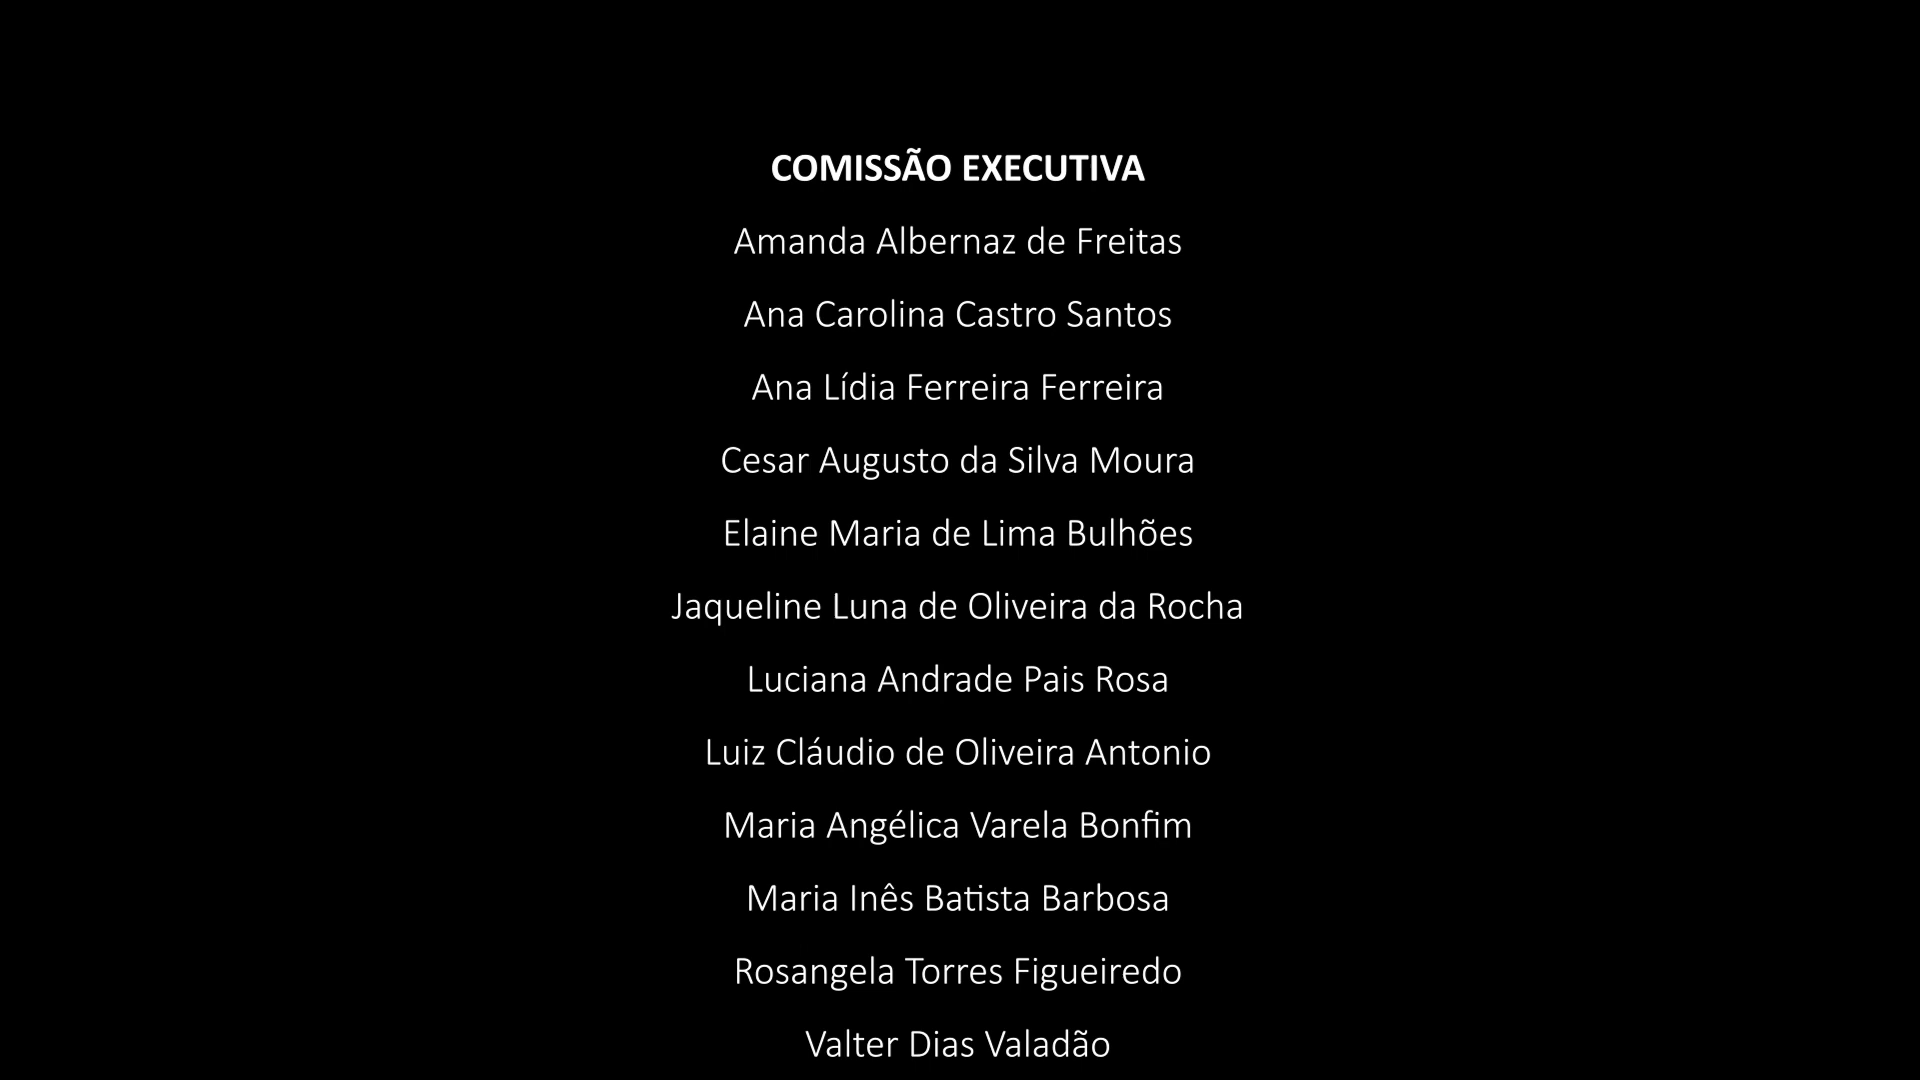 COMISSÃO EXECUTIVA
Amanda Albernaz de Freitas
Ana Carolina Castro Santos
Ana Lídia Ferreira Ferreira
Cesar Augusto da Silva Moura
Elaine Maria de Lima Bulhões
Jaqueline Luna de Oliveira da Rocha
Luciana Andrade Pais Rosa
Luiz Cláudio de Oliveira Antonio
Maria Angélica Varela Bonfim
Maria Inês Batista Barbosa
Rosangela Torres Figueiredo
Valter Dias Valadão